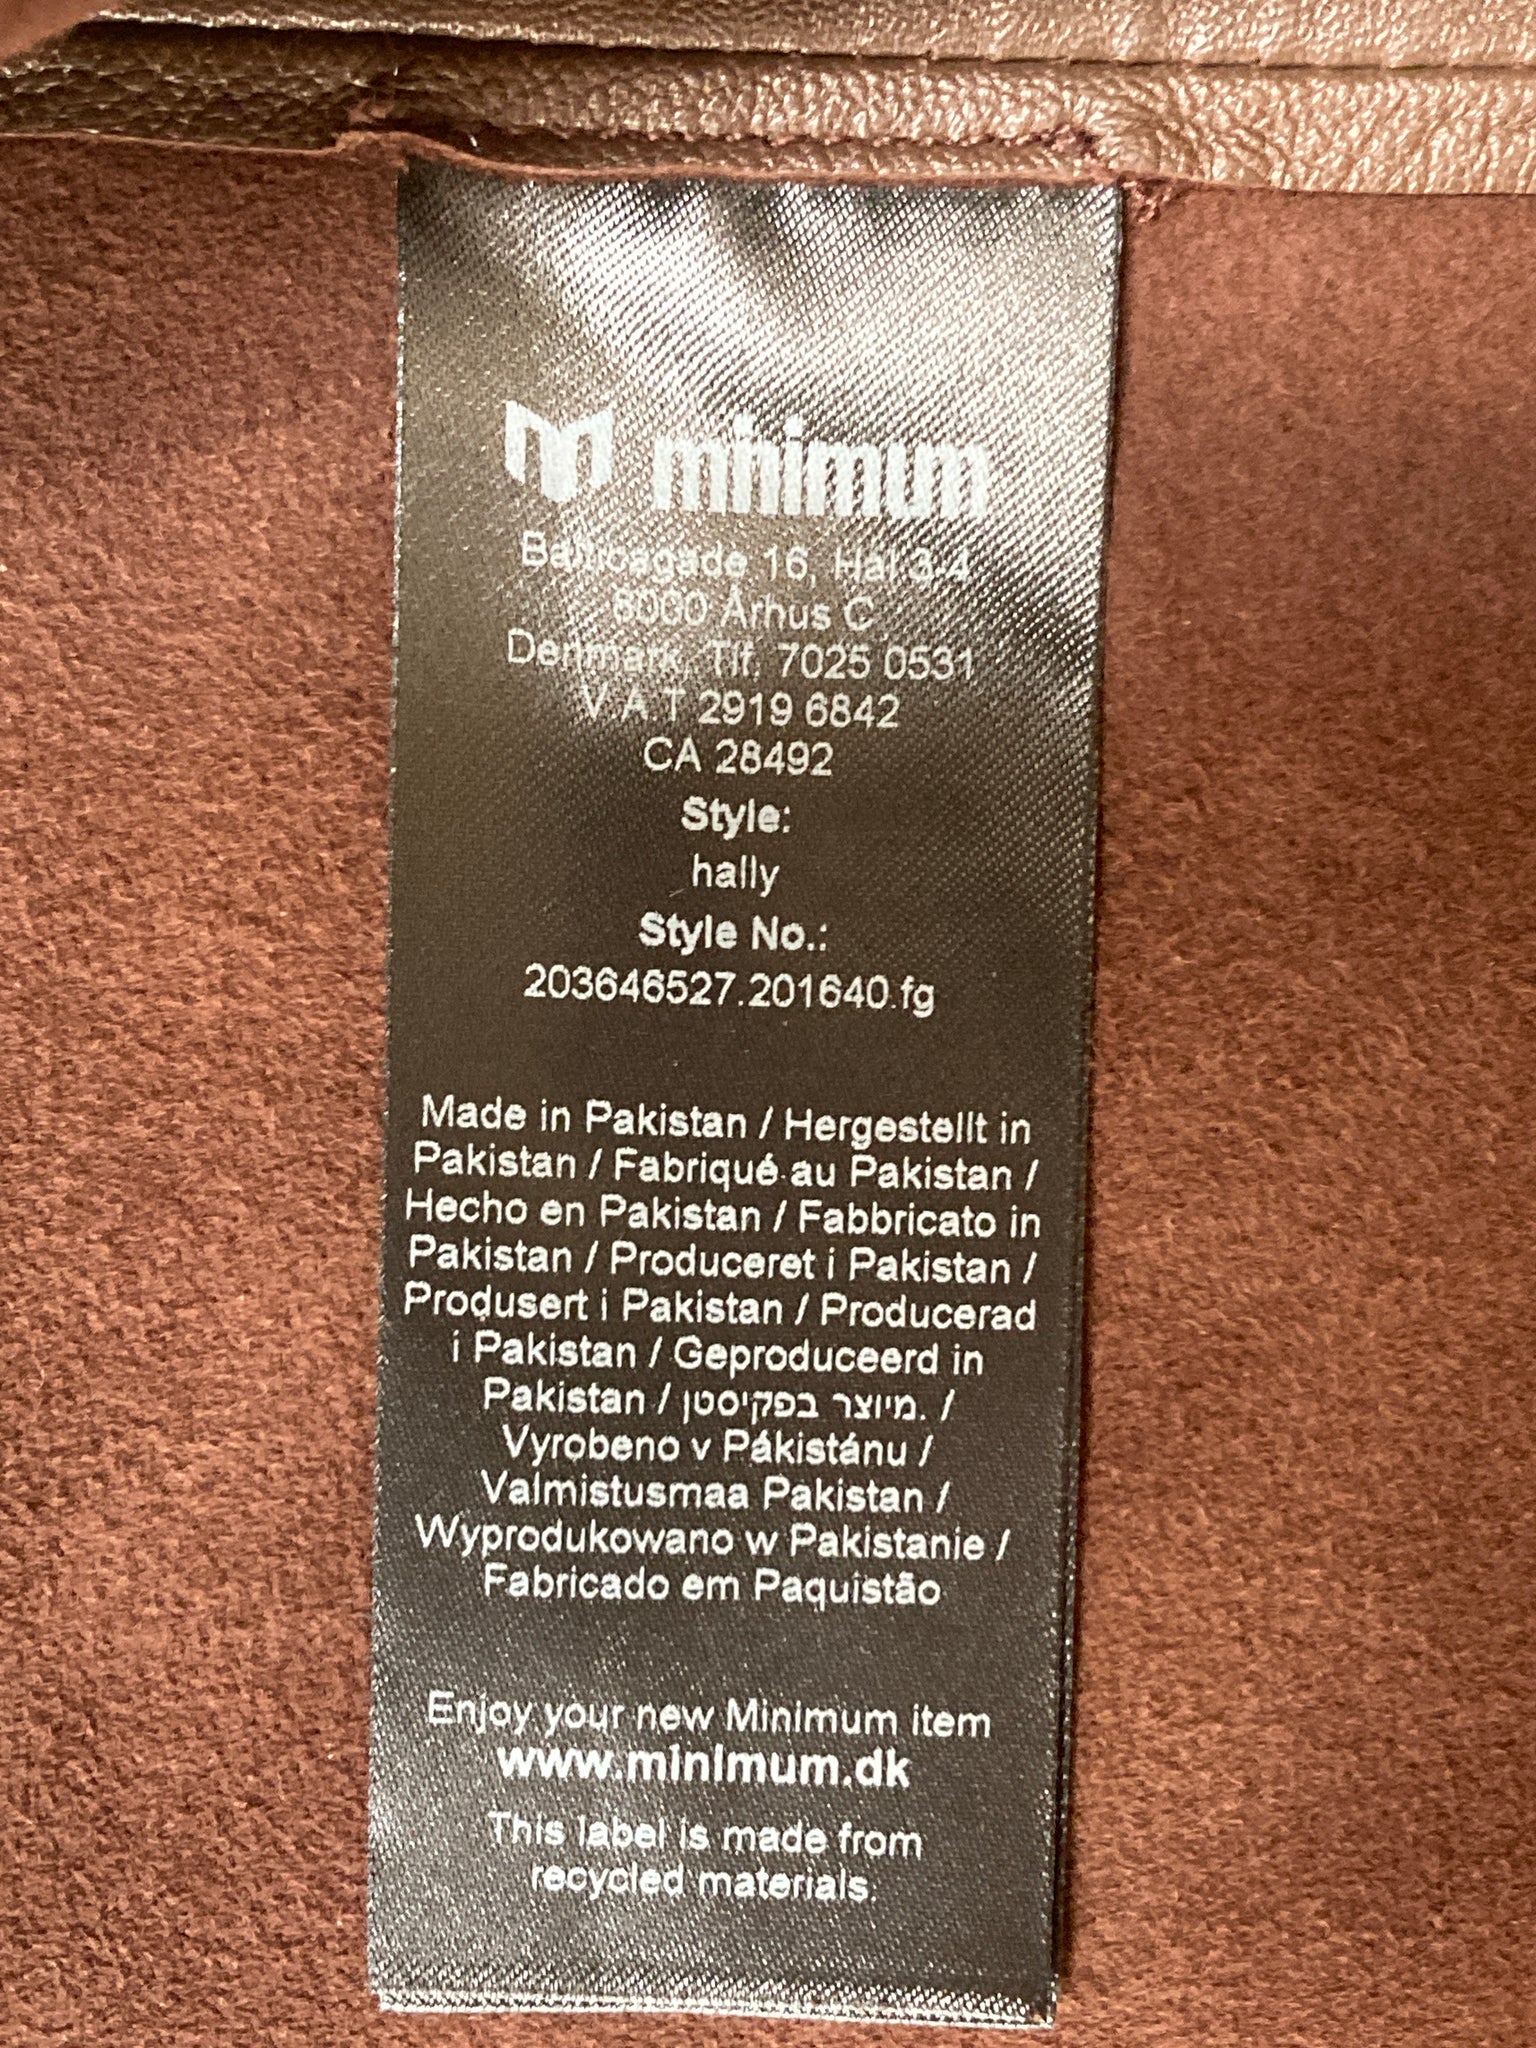 minimum
Balticagade 16, Hal 3-4
8000 Århus C
Denmark, Tlf. 7025 0531
V.A.T 2919 6842
CA 28492
Style:
hally
Style No.:
203646527.201640.fg
Made in Pakistan / Hergestellt in
Pakistan / Fabriqué au Pakistan /
Hecho en Pakistan / Fabbricato in
Pakistan / Produceret i Pakistan /
Produsert i Pakistan / Producerad
i Pakistan / Geproduceerd in
Pakistan / מיוצר בפקיסטן. /
Vyrobeno v Pákistánu /
Valmistusmaa Pakistan /
Wyprodukowano w Pakistanie /
Fabricado em Paquistão
Enjoy your new Minimum item
www.minimum.dk
This label is made from
recycled materials.